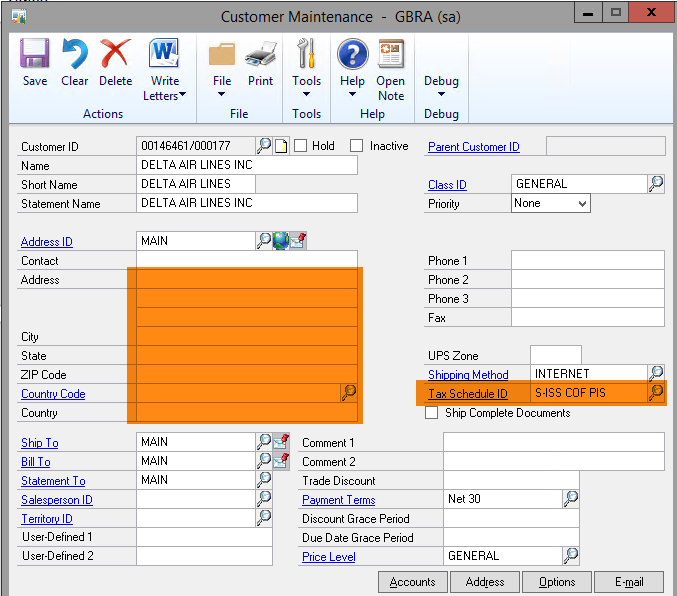 Customer Maintenance - GBRA (sa)
Save Clear Delete Write Letters File Print Tools Help Open Note Debug
Actions File Tools Help Debug
Customer ID 00146461/000177 Hold Inactive Parent Customer ID
Name DELTA AIR LINES INC
Short Name DELTA AIR LINES Class ID GENERAL
Statement Name DELTA AIR LINES INC Priority None
Address ID MAIN
Contact Phone 1
Address Phone 2
Phone 3
Fax
City
State UPS Zone
ZIP Code Shipping Method INTERNET
Country Code Tax Schedule ID S-ISS COF PIS
Country Ship Complete Documents
Ship To MAIN Comment 1
Bill To MAIN Comment 2
Statement To MAIN Trade Discount
Salesperson ID Payment Terms Net 30
Territory ID Discount Grace Period
User-Defined 1 Due Date Grace Period
User-Defined 2 Price Level GENERAL
Accounts Address Options E-mail